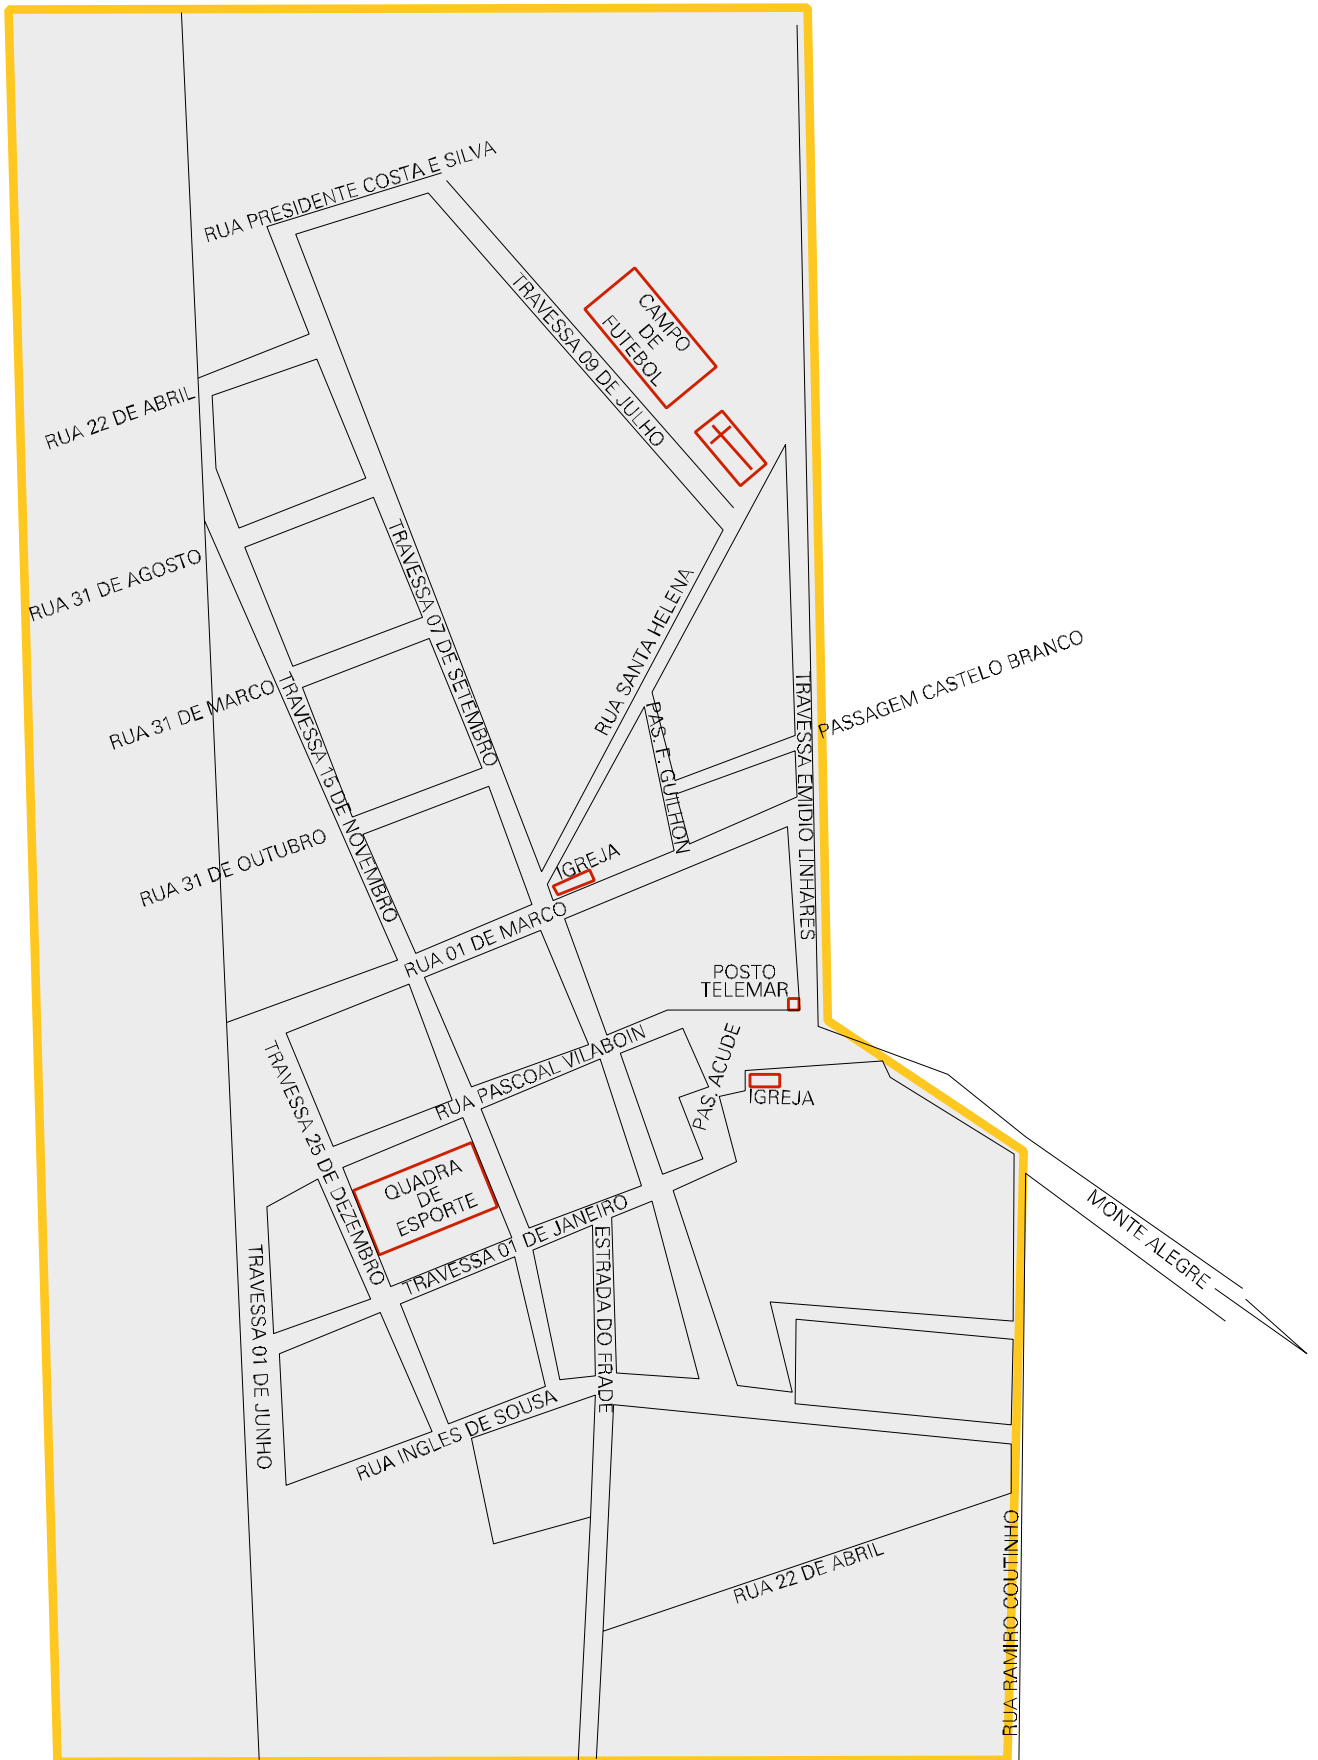 RUA PRESIDENTE COSTA E SILVA
TRAVESSA 09 DE JULHO
CAMPO
DE
FUTEBOL
RUA 22 DE ABRIL
RUA 31 DE AGOSTO
TRAVESSA 07 DE SETEMBRO
RUA SANTA HELENA
RUA 31 DE MARCO
TRAVESSA 15 DE NOVEMBRO
PAS. F. GUILHON
TRAVESSA EMIDIO LINHARES
PASSAGEM CASTELO BRANCO
RUA 31 DE OUTUBRO
IGREJA
RUA 01 DE MARCO
POSTO
TELEMAR
PAS. ACUDE
RUA PASCOAL VILABOIN
IGREJA
TRAVESSA 25 DE DEZEMBRO
QUADRA
DE
ESPORTE
TRAVESSA 01 DE JANEIRO
MONTE ALEGRE
TRAVESSA 01 DE JUNHO
ESTRADA DO FRADE
RUA INGLES DE SOUSA
RUA 22 DE ABRIL
RUA RAMIRO COUTINHO